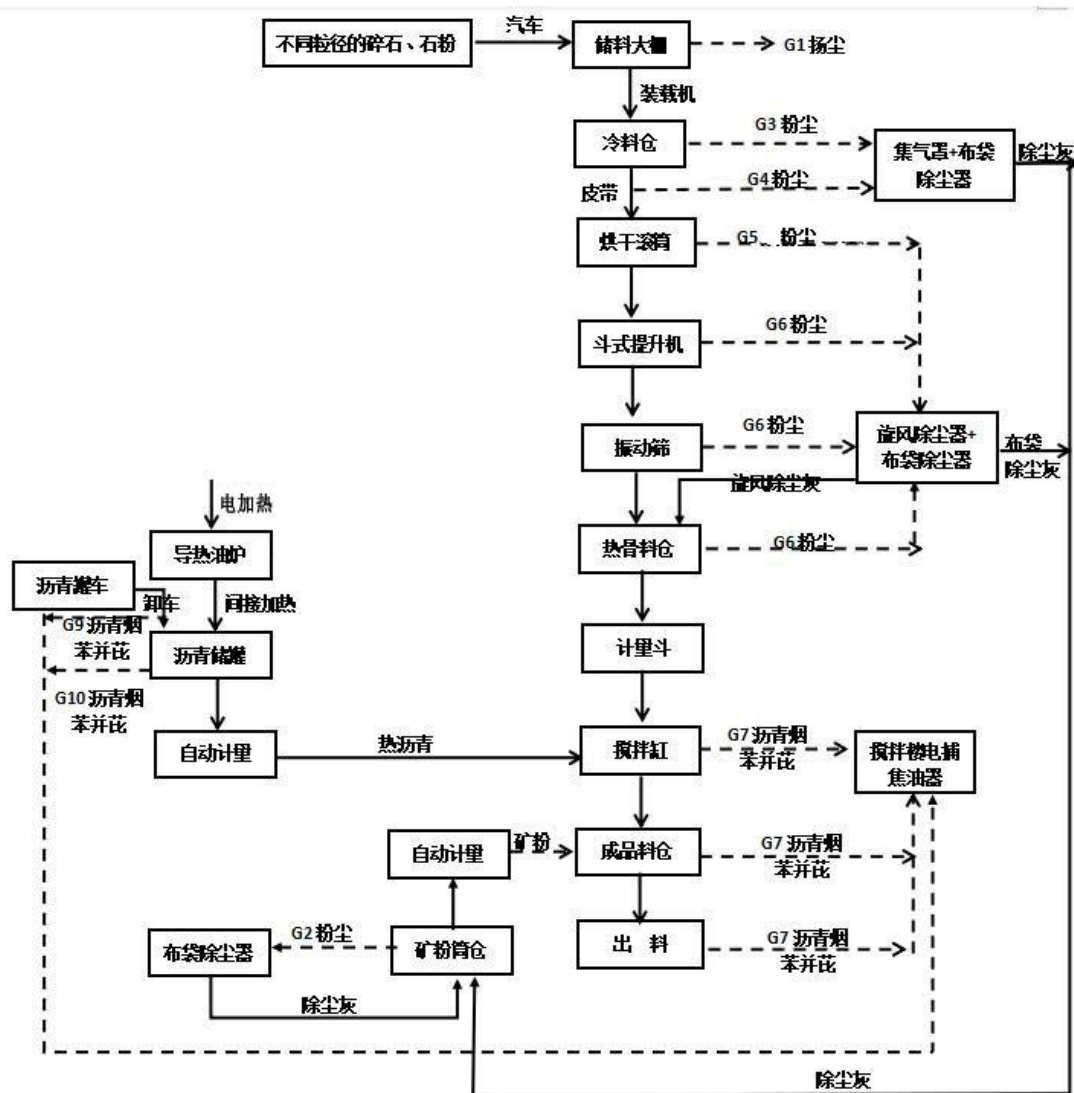 不同粒径的碎石、石粉
汽车
储料大棚
G1扬尘
装载机
冷料仓
G3粉尘
集气罩+布袋
除尘器
除尘灰
皮带
G4粉尘
烘干滚筒
G5、粉尘
斗式提升机
G6粉尘
振动筛
G6粉尘
旋风除尘器+
布袋除尘器
布袋
除尘灰
旋风除尘灰
电加热
导热油炉
热骨料仓
G6粉尘
沥青罐车
卸车
间接加热
G9沥青烟
苯并芘
沥青储罐
计量斗
G10沥青烟
苯并芘
自动计量
热沥青
搅拌缸
G7沥青烟
苯并芘
搅拌楼电捕
焦油器
自动计量
矿粉
成品料仓
G7沥青烟
苯并芘
布袋除尘器
G2粉尘
矿粉筒仓
出 料
G7沥青烟
苯并芘
除尘灰
除尘灰